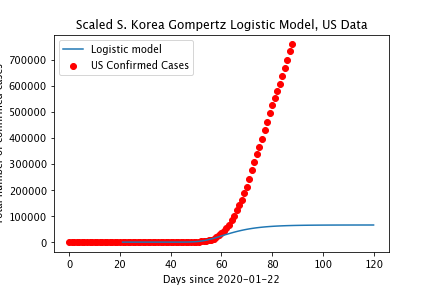 Scaled S. Korea Gompertz Logistic Model, US Data
Logistic model
US Confirmed Cases
700000
600000
500000
400000
300000
200000
100000
0
0 20 40 60 80 100 120
Days since 2020-01-22